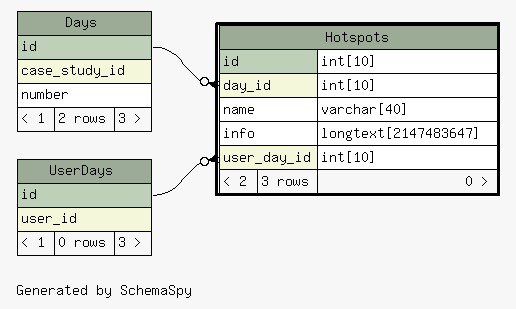 Days
id
case_study_id
number
< 1 2 rows 3 >
UserDays
id
user_id
< 1 0 rows 3 >
Hotspots
id int[10]
day_id int[10]
name varchar[40]
info longtext[2147483647]
user_day_id int[10]
< 2 3 rows 0 >
Generated by SchemaSpy